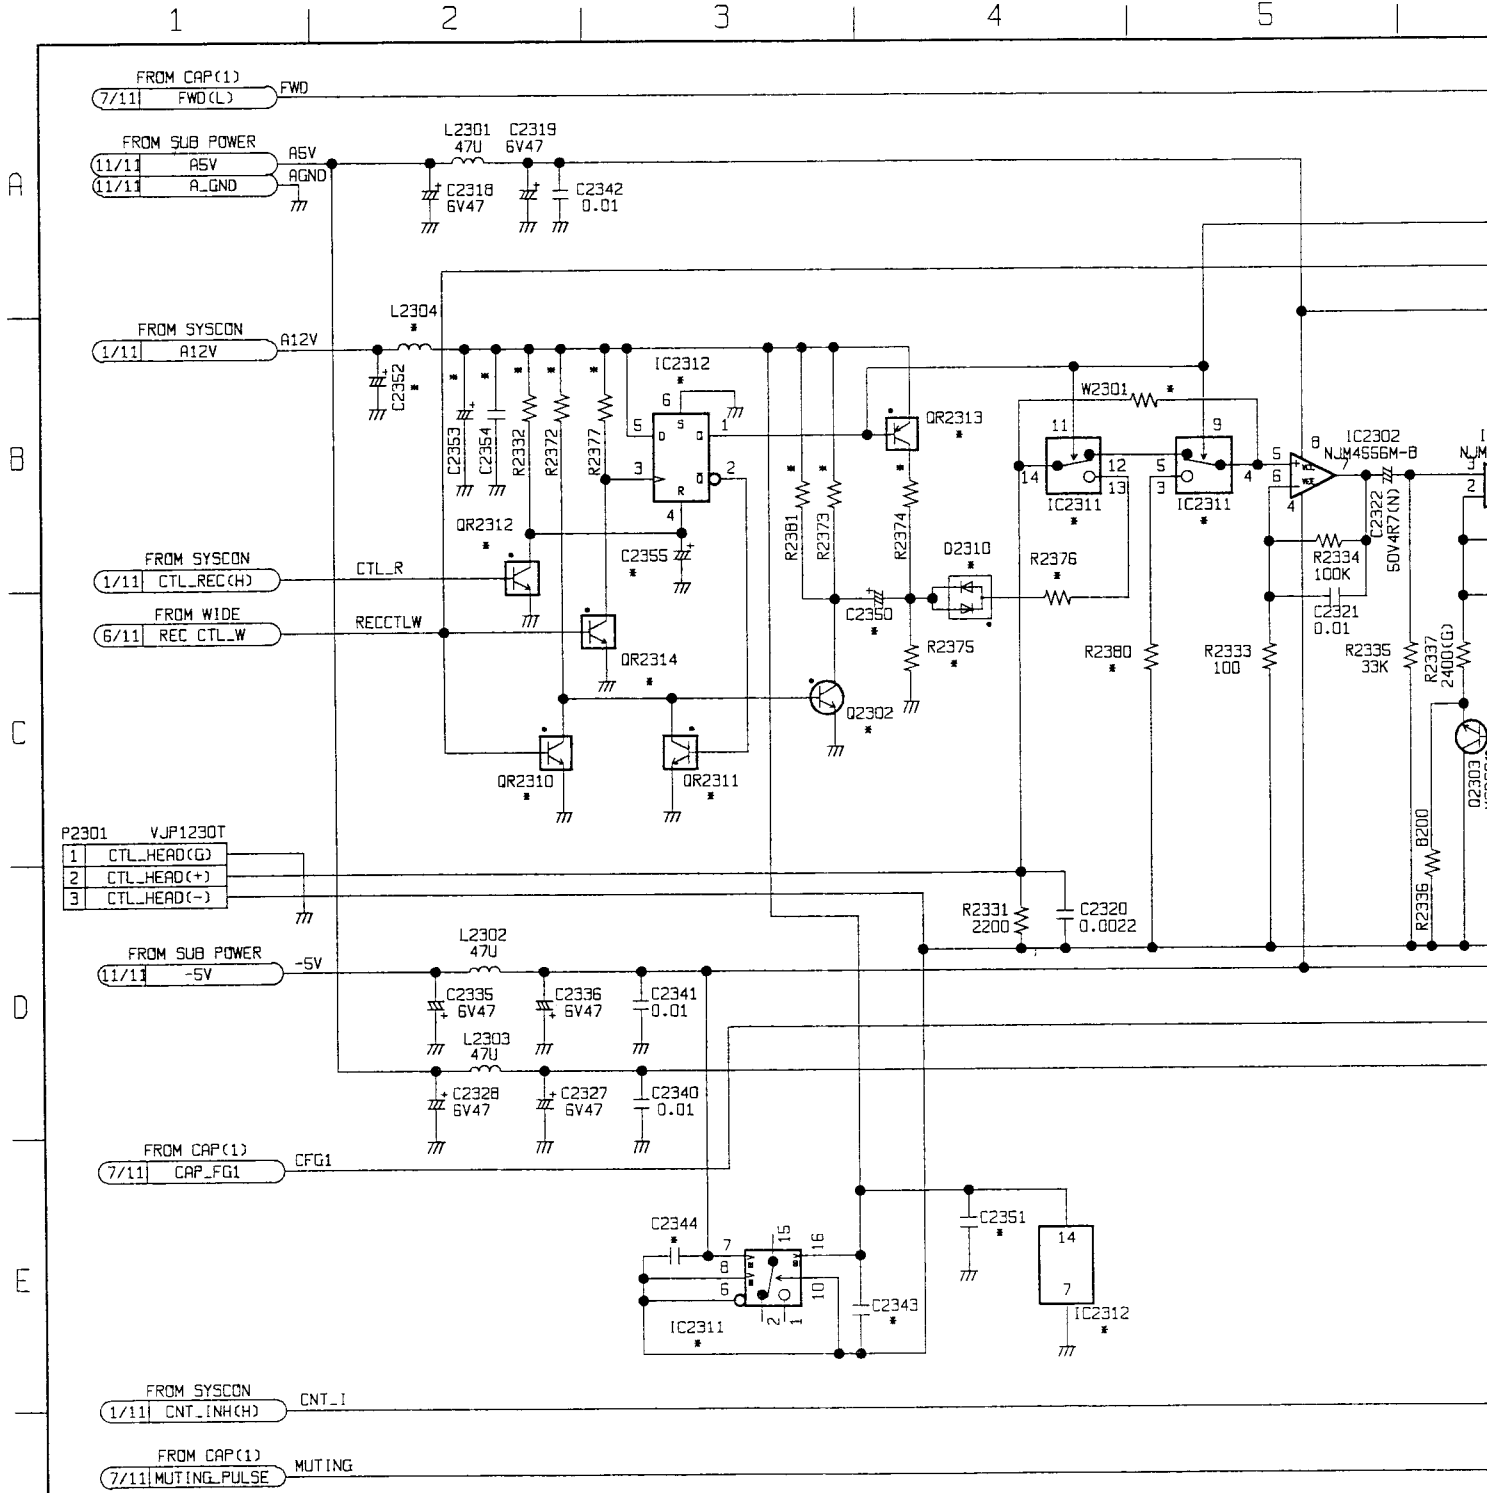 1 2 3 4 5
FROM CAP(1)
7/11 FWD(L) FWD
FROM SUB POWER
11/11 A5V A5V
11/11 A_GND AGND
L2301
47U
C2319
6V47
C2318
6V47
C2342
0.01
A
L2304
*
FROM SYSCON
1/11 A12V A12V
C2352
*
*
C2353
*
C2354
*
R2332
*
R2372
*
R2377
IC2312
*
6
5 D S Q 1
3 Q 2
R
4
QR2313
*
W2301 *
11
14 12
13
IC2311
*
9
5 4
3
IC2311
*
IC2302
NJM4556M-B
8
5
6
7
4
C2322
50V4R7(N)
3
2
B
QR2312
*
C2355
*
*
R2381
R2373
*
R2374
D2310
*
R2376
*
R2334
100K
C2321
0.01
FROM SYSCON
1/11 CTL_REC(H) CTL_R
FROM WIDE
6/11 REC CTL_W RECCTLW
QR2314
*
C2350
*
R2375
*
R2380
*
R2333
100
R2335
33K
R2337
2400(G)
C
Q2302
*
QR2310
*
QR2311
*
Q2303
P2301 VJP1230T
1 CTL_HEAD(G)
2 CTL_HEAD(+)
3 CTL_HEAD(-)
R2331
2200
C2320
0.0022
R2336 8200
FROM SUB POWER
11/11 -5V -5V
L2302
47U
C2335
6V47
C2336
6V47
C2341
0.01
D
L2303
47U
C2328
6V47
C2327
6V47
C2340
0.01
FROM CAP(1)
7/11 CAP_FG1 CFG1
C2344
*
7
8
6
15
16
10
2
1
IC2311
*
C2343
*
C2351
*
14
7
IC2312
*
E
FROM SYSCON
1/11 CNT_INH(H) CNT_I
FROM CAP(1)
7/11 MUTING_PULSE MUTING